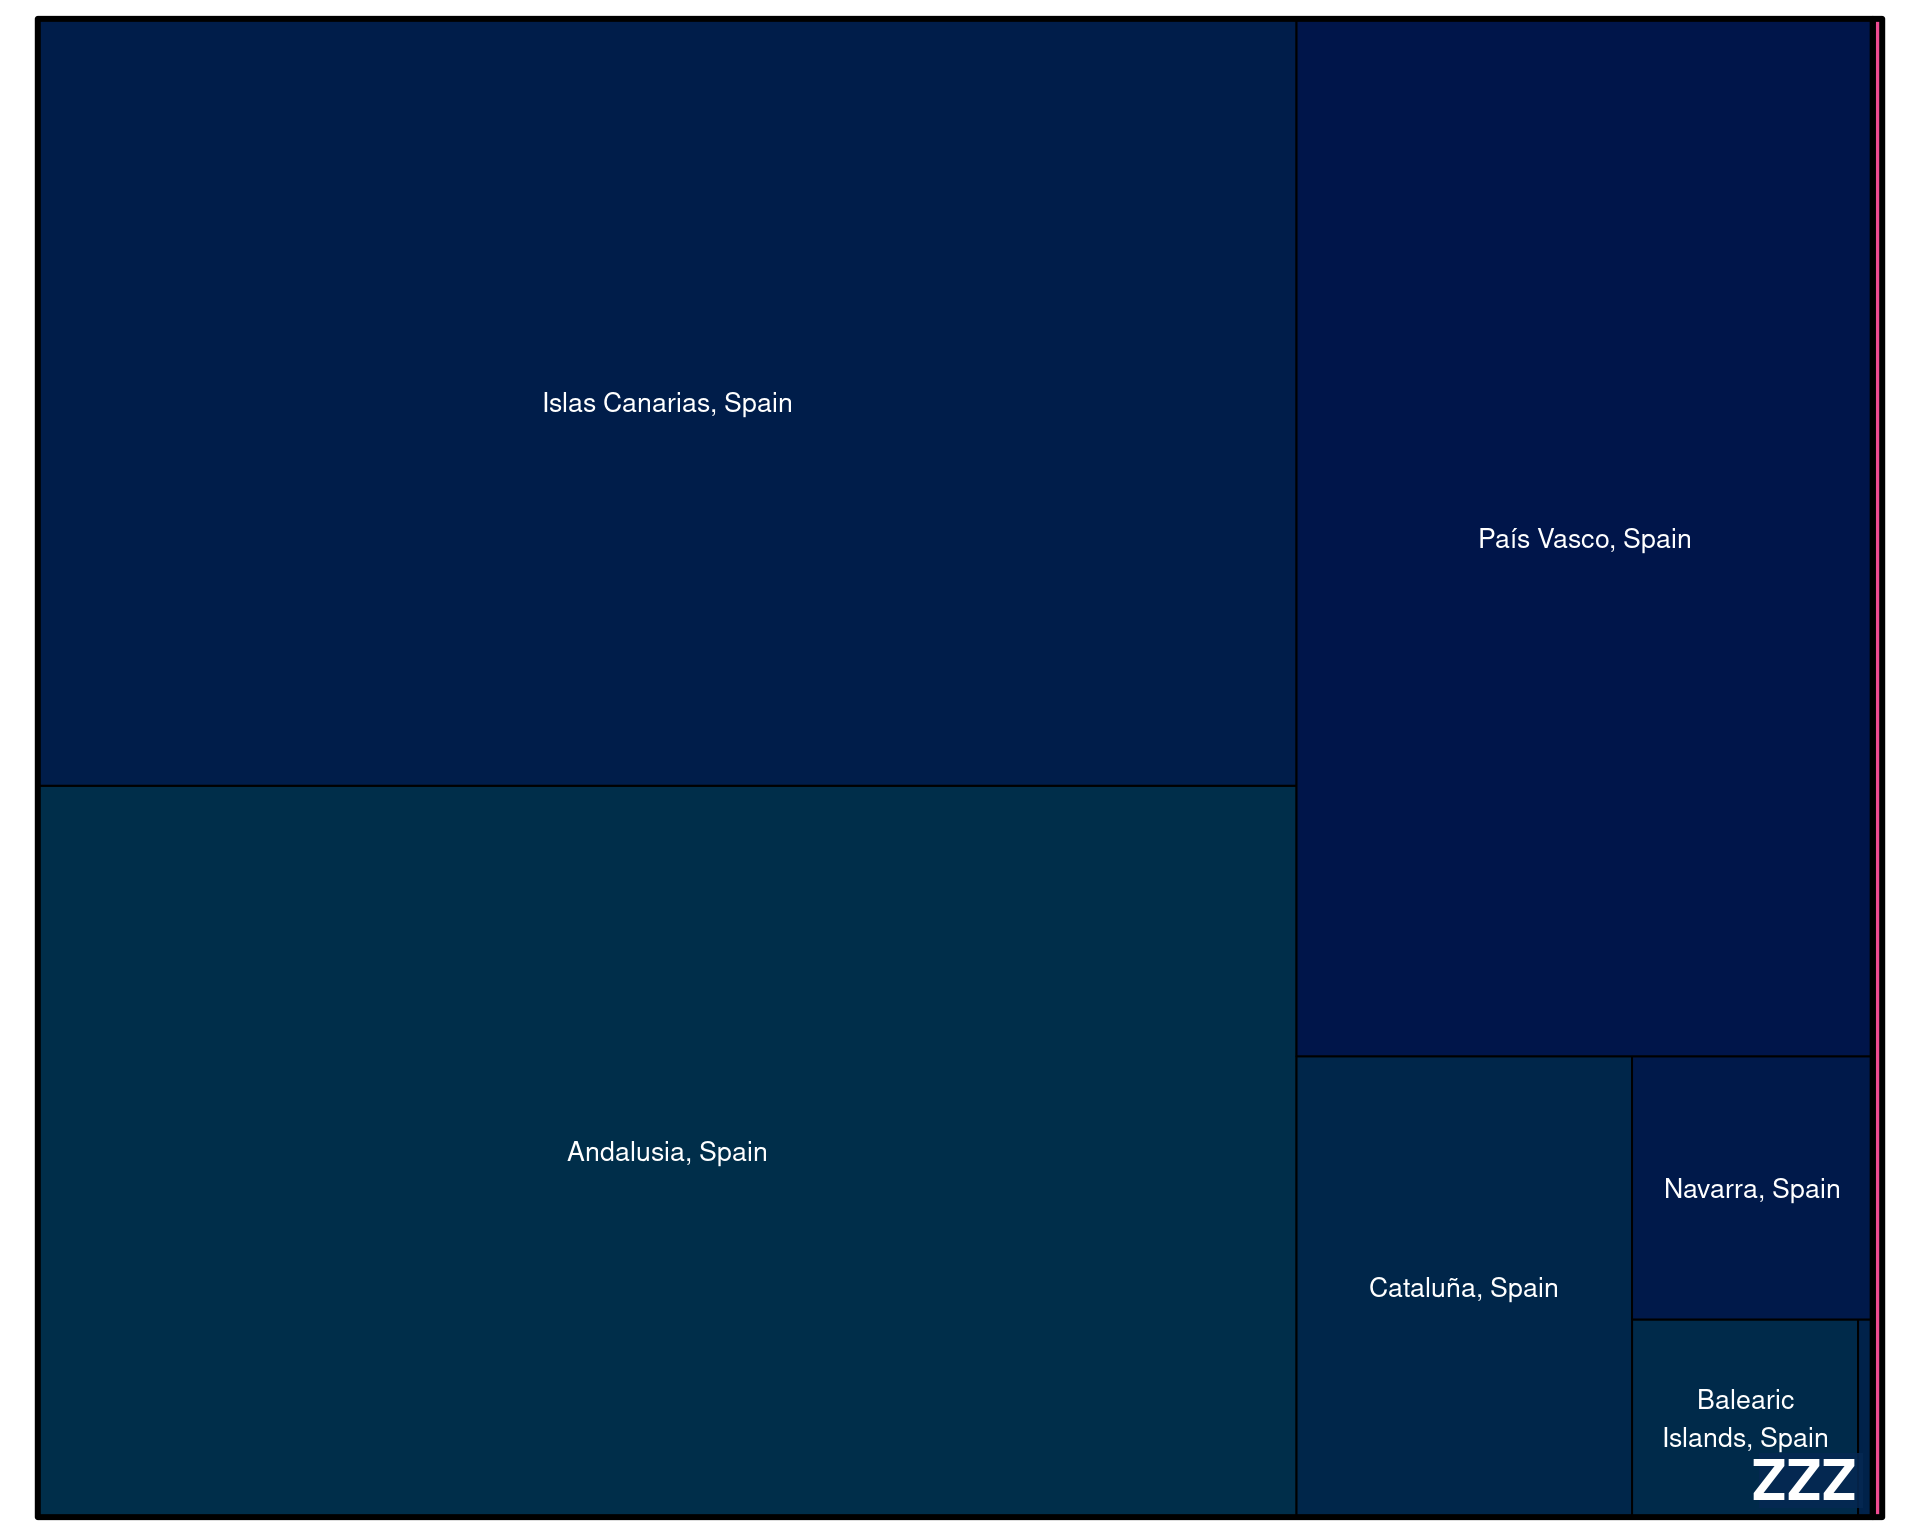 Islas Canarias, Spain
País Vasco, Spain
Andalusia, Spain
Navarra, Spain
Cataluña, Spain
Balearic
Islands, Spain
ZZZ